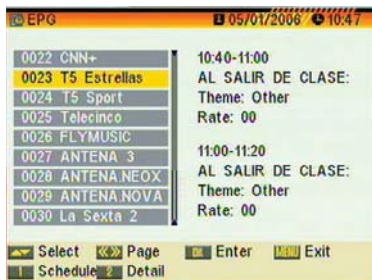 EPG
05/01/2006 10:47
0022 CNN+
0023 T5 Estrellas
0024 T5 Sport
0025 Telecinco
0026 FLYMUSIC
0027 ANTENA 3
0028 ANTENA.NEOX
0029 ANTENA.NOVA
0030 La Sexta 2
10:40-11:00
AL SALIR DE CLASE:
Theme: Other
Rate: 00
11:00-11:20
AL SALIR DE CLASE:
Theme: Other
Rate: 00
Select Page OK Enter MENU Exit
1 Schedule 2 Detail